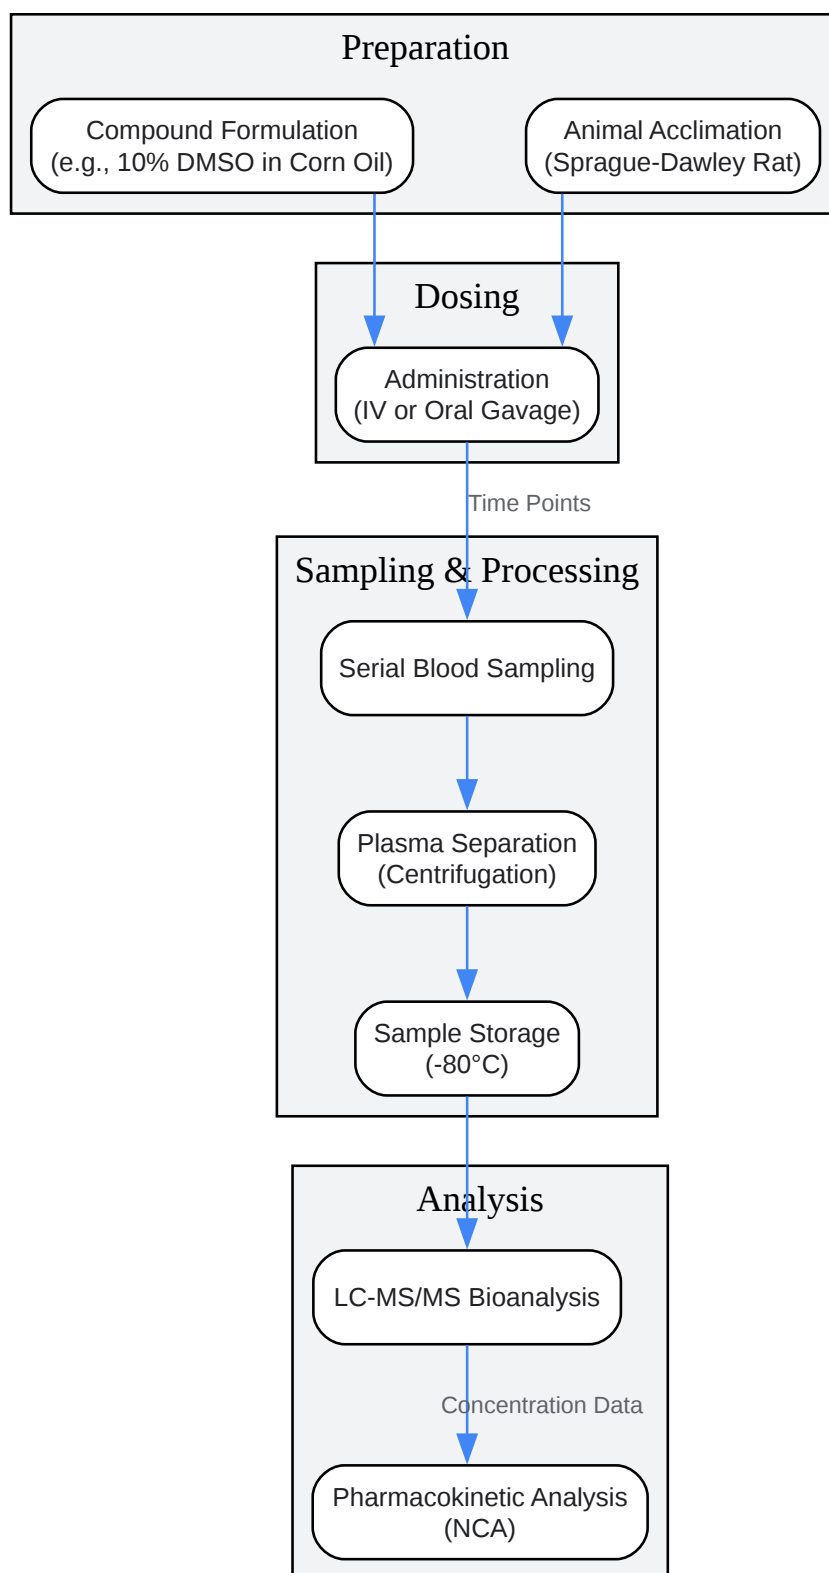 Preparation
Compound Formulation
(e.g., 10% DMSO in Corn Oil)
Animal Acclimation
(Sprague-Dawley Rat)
Dosing
Administration
(IV or Oral Gavage)
Time Points
Sampling & Processing
Serial Blood Sampling
Plasma Separation
(Centrifugation)
Sample Storage
(-80°C)
Analysis
LC-MS/MS Bioanalysis
Concentration Data
Pharmacokinetic Analysis
(NCA)